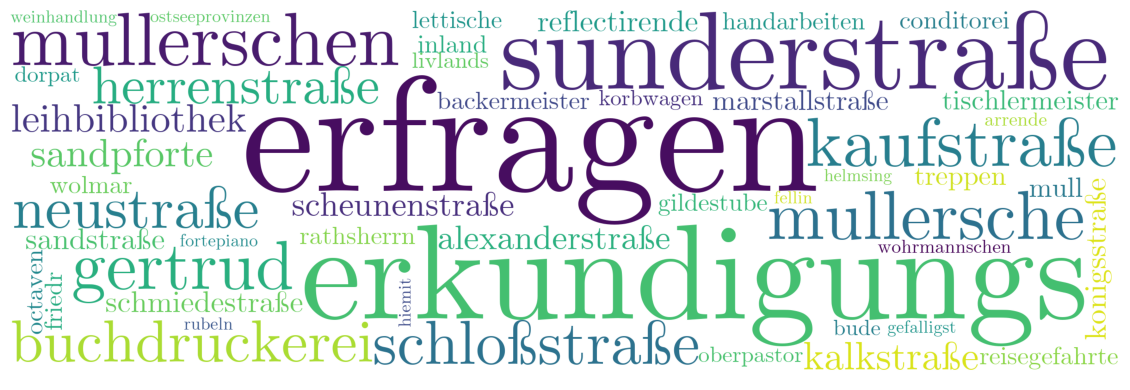 weinhandlung ostseeprovinzen lettische reflectirende handarbeiten conditorei
mullerschen inland sunderstraße
dorpat herrenstraße livlands
backermeister korbwagen marstallstraße tischlermeister
leihbibliothek erfragen kaufstraße arrende
sandpforte
wolmar helmsing treppen mull
neustraße scheunenstraße gildestube fellin mullersche
sandstraße fortepiano rathsherrn alexanderstraße wohrmannschen königsstraße
octaven friedr gertrud erkundigungs
schmiedestraße hiemit
rubeln bude gefalligst
buchdruckerei schloßstraße oberpastor kalkstraße reisegefahrte